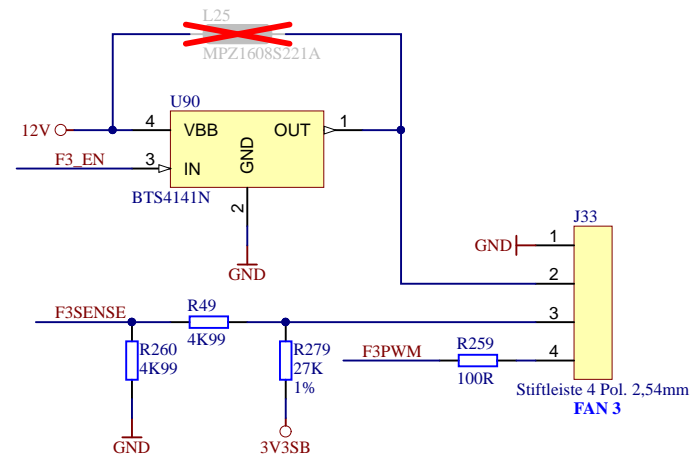 L25
MPZ1608S221A
U90
12V
4
VBB
OUT
1
F3_EN
3
IN
GND
BTS4141N
2
GND
J33
GND
1
2
F3SENSE
R49
4K99
3
R260
4K99
R279
27K
1%
F3PWM
R259
100R
4
Stiftleiste 4 Pol. 2,54mm
FAN 3
GND
3V3SB